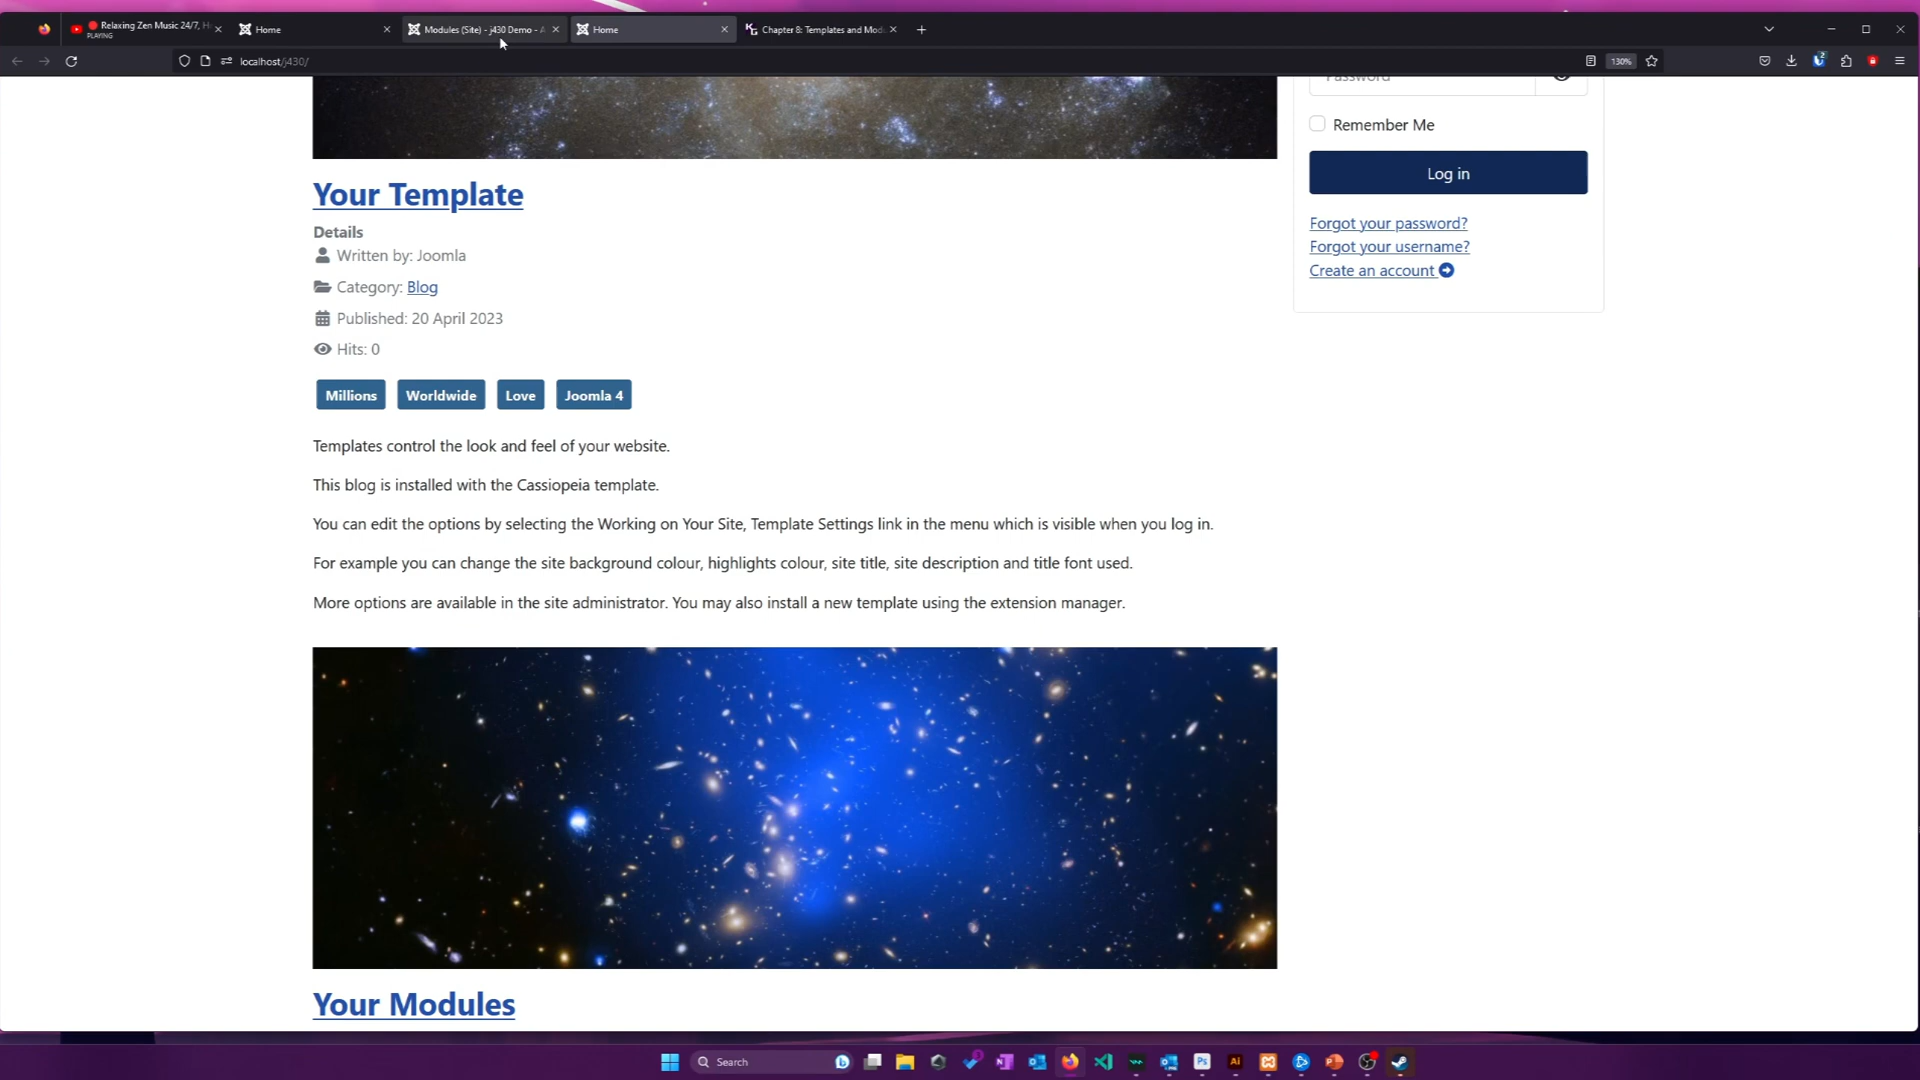 Relaxing Zen Music 24/7, H
PLAYING
Home
Modules (Site) - j430 Demo - A
Home
Chapter 8: Templates and Modu
localhost/j430/
130%
2
Password
Remember Me
Log in
Forgot your password?
Forgot your username?
Create an account
Your Template
Details
Written by: Joomla
Category: Blog
Published: 20 April 2023
Hits: 0
Millions Worldwide Love Joomla 4
Templates control the look and feel of your website.
This blog is installed with the Cassiopeia template.
You can edit the options by selecting the Working on Your Site, Template Settings link in the menu which is visible when you log in.
For example you can change the site background colour, highlights colour, site title, site description and title font used.
More options are available in the site administrator. You may also install a new template using the extension manager.
Your Modules
Search